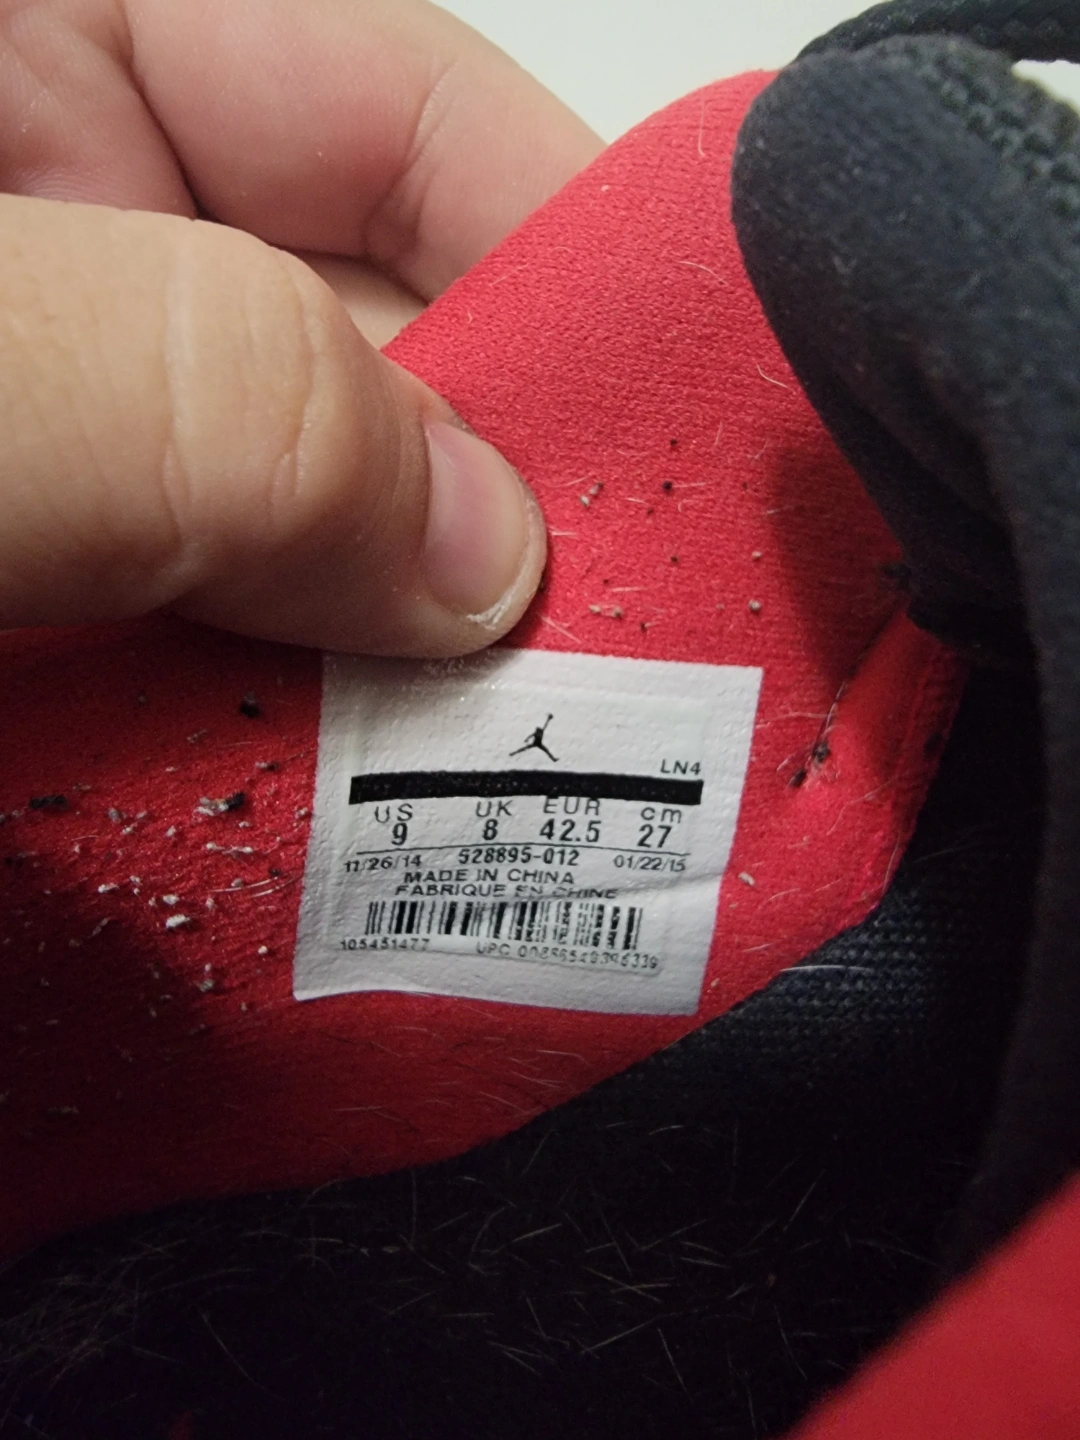 LN4
US UK EUR cm
9 8 42.5 27
11/26/14 528895-012 01/22/15
MADE IN CHINA
FABRIQUE EN CHINE
105451477 UPC